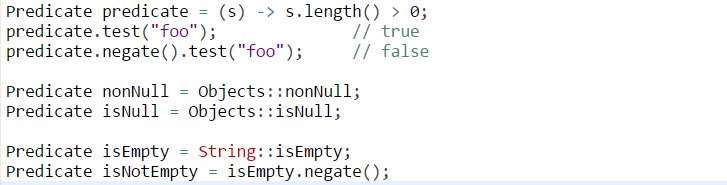 Predicate predicate = (s) -> s.length() > 0;
predicate.test("foo");              // true
predicate.negate().test("foo");     // false
Predicate nonNull = Objects::nonNull;
Predicate isNull = Objects::isNull;
Predicate isEmpty = String::isEmpty;
Predicate isNotEmpty = isEmpty.negate();